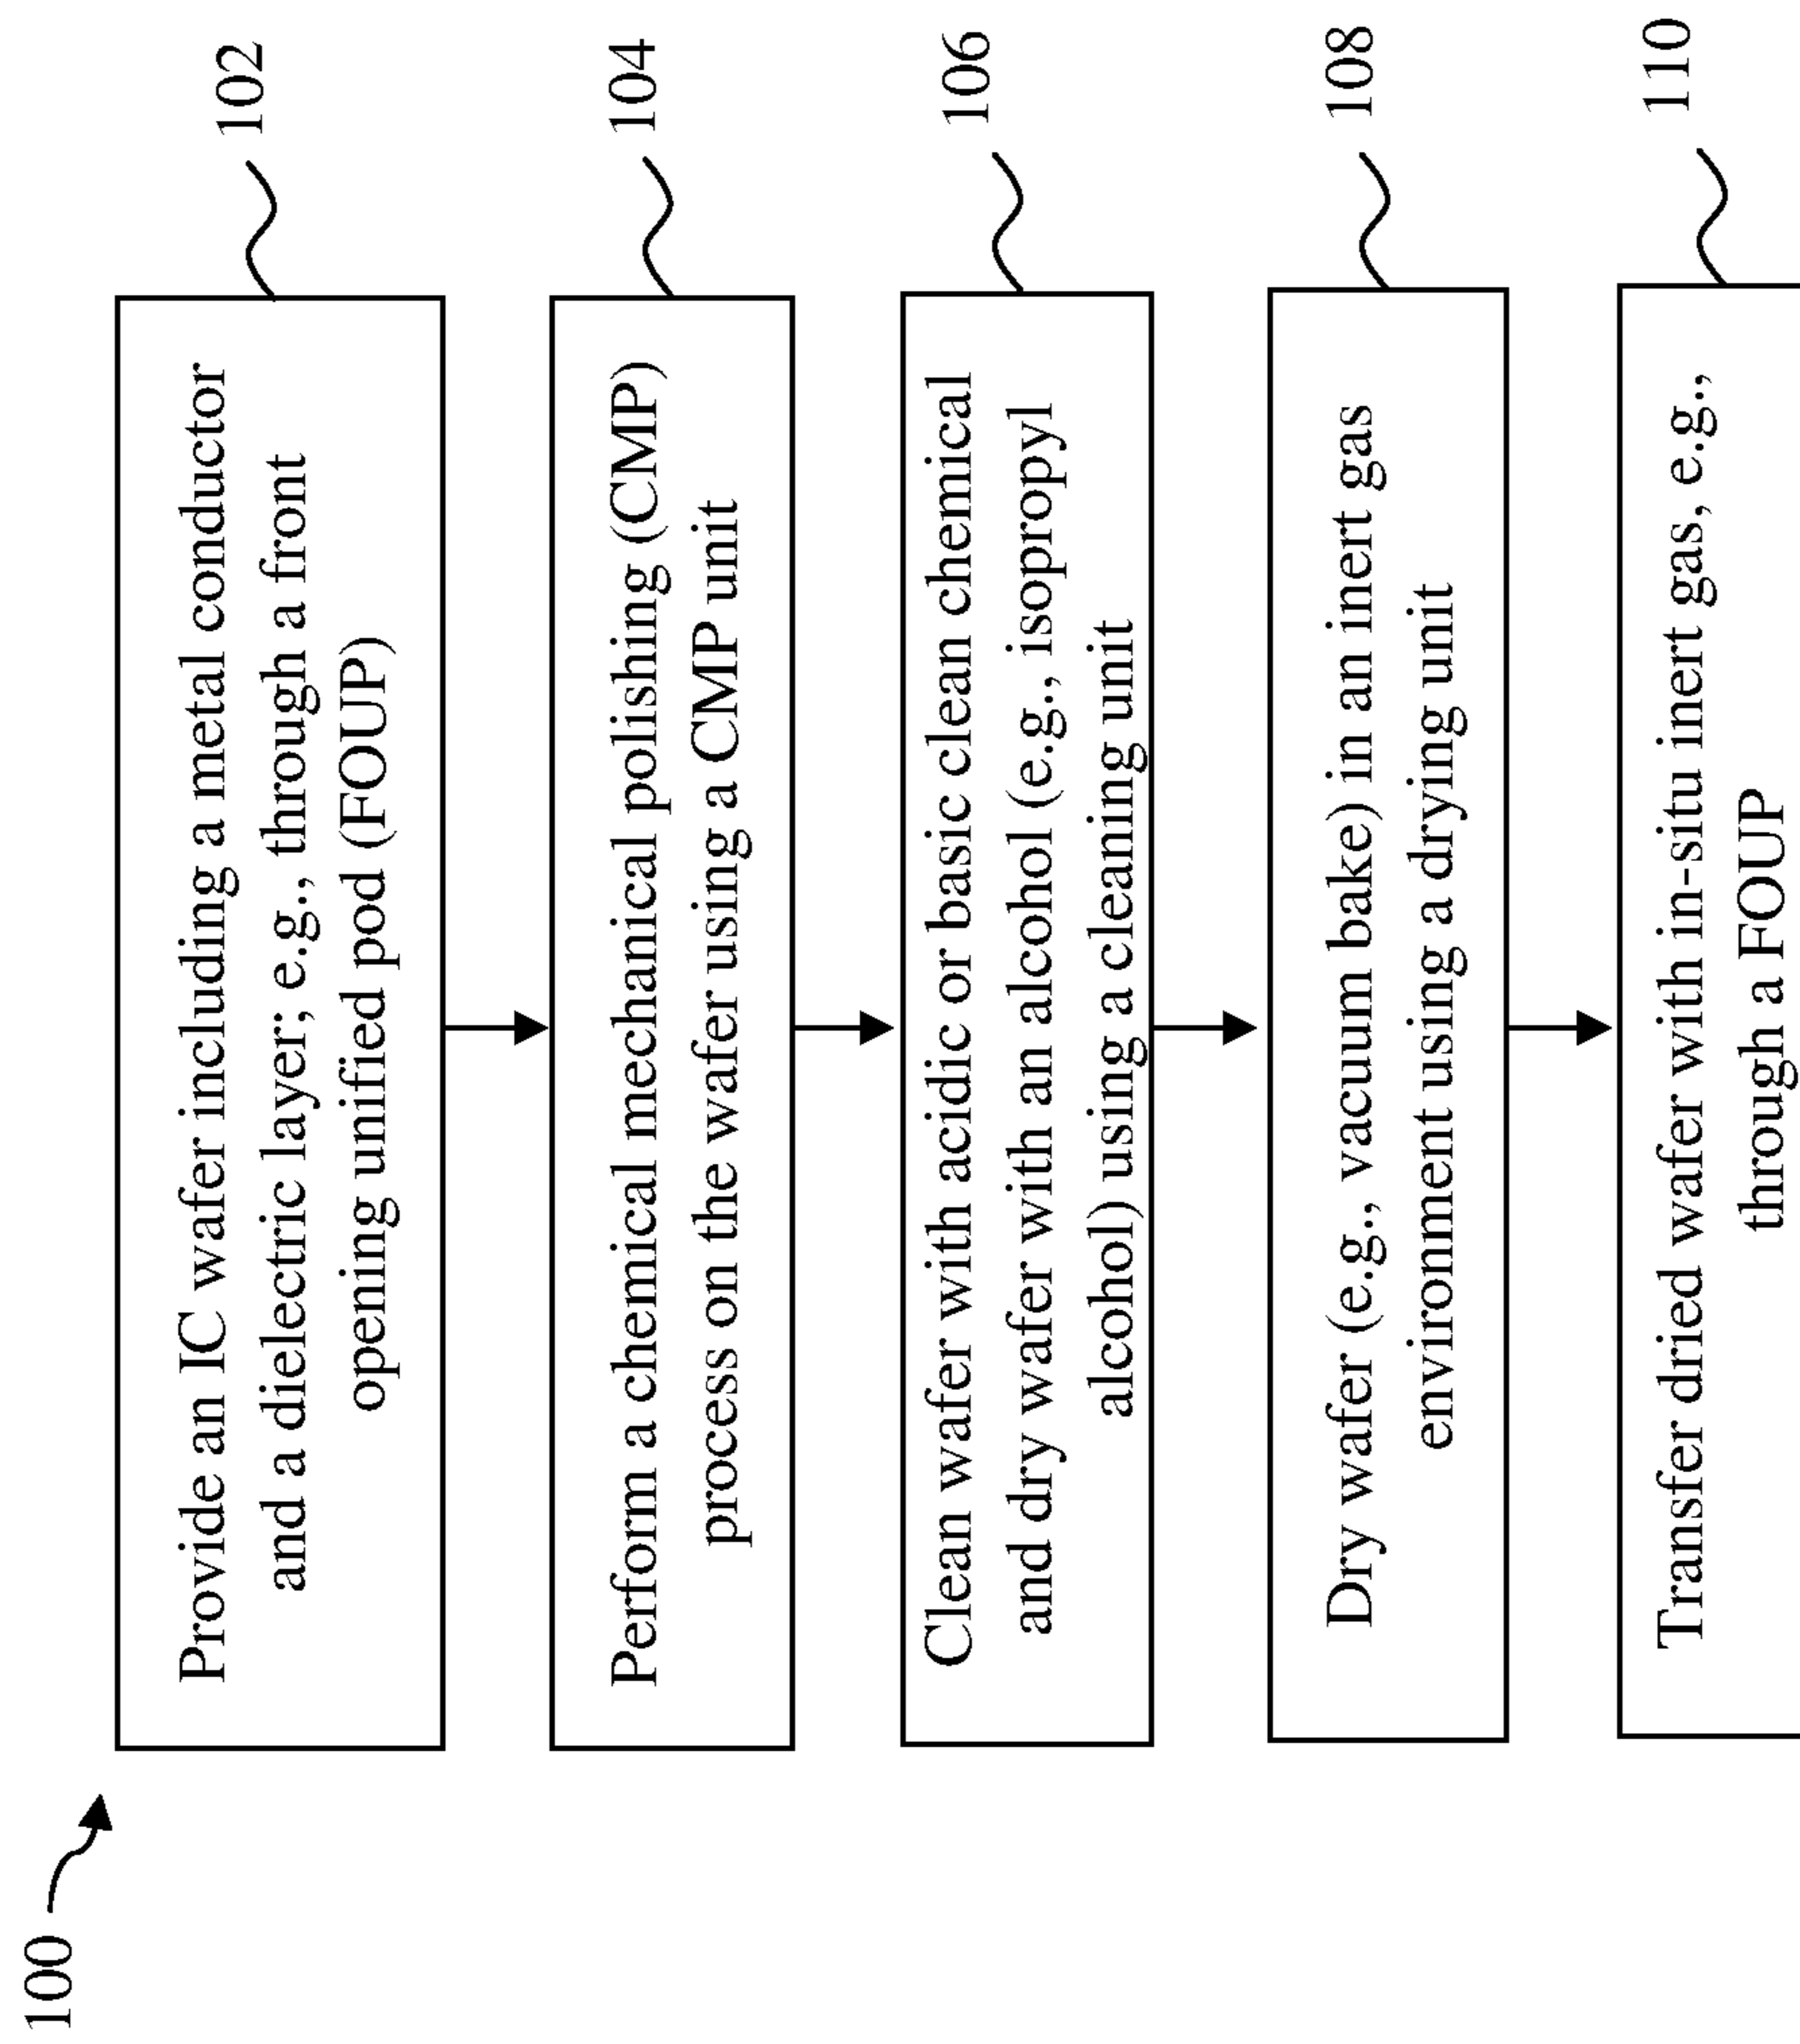 100
Provide an IC wafer including a metal conductor
and a dielectric layer; e.g., through a front
opening unified pod (FOUP)
102
Perform a chemical mechanical polishing (CMP)
process on the wafer using a CMP unit
104
Clean wafer with acidic or basic clean chemical
and dry wafer with an alcohol (e.g., isopropyl
alcohol) using a cleaning unit
106
Dry wafer (e.g., vacuum bake) in an inert gas
environment using a drying unit
108
Transfer dried wafer with in-situ inert gas, e.g.,
through a FOUP
110